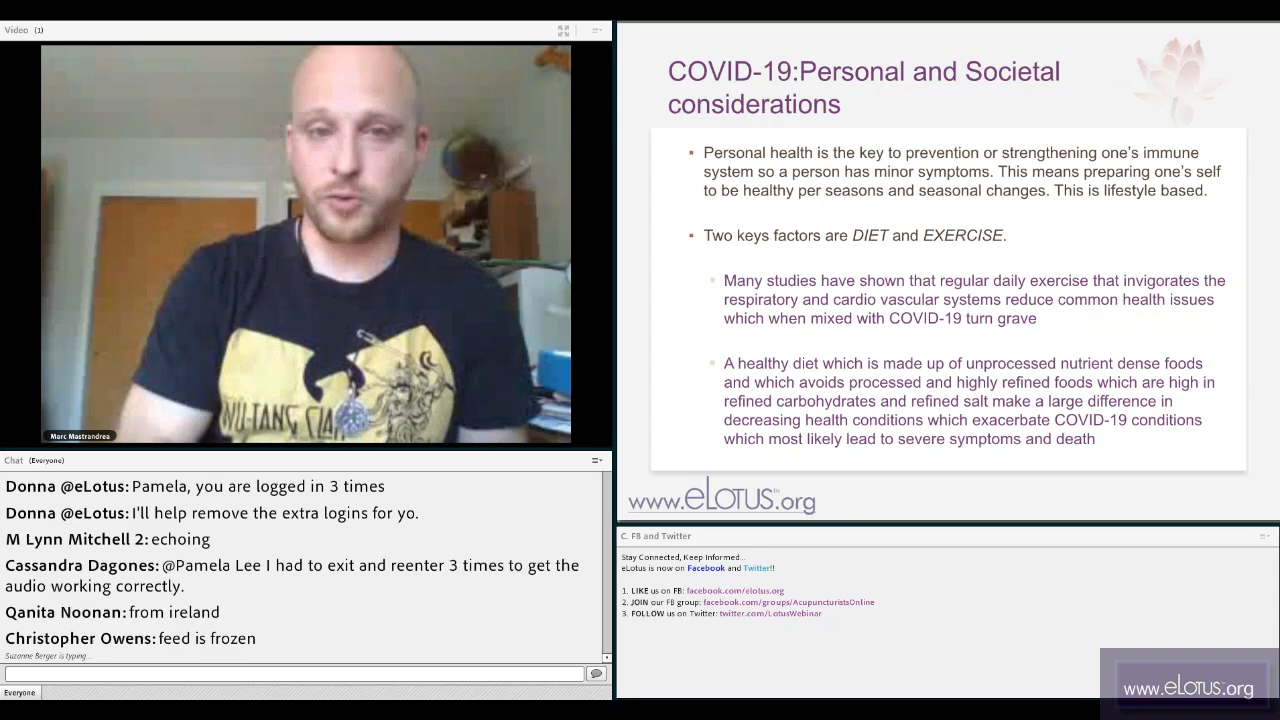 Video (1)
WU-TANG CLAN
Marc Mastrandrea
Chat (Everyone)
Donna @eLotus: Pamela, you are logged in 3 times
Donna @eLotus: I'll help remove the extra logins for yo.
M Lynn Mitchell 2: echoing
Cassandra Dagones: @Pamela Lee I had to exit and reenter 3 times to get the
audio working correctly.
Qanita Noonan: from ireland
Christopher Owens: feed is frozen
Suzanne Berger is typing...
Everyone
COVID-19:Personal and Societal
considerations
▪ Personal health is the key to prevention or strengthening one's immune
system so a person has minor symptoms. This means preparing one's self
to be healthy per seasons and seasonal changes. This is lifestyle based.
▪ Two keys factors are DIET and EXERCISE.
▪ Many studies have shown that regular daily exercise that invigorates the
respiratory and cardio vascular systems reduce common health issues
which when mixed with COVID-19 turn grave
▪ A healthy diet which is made up of unprocessed nutrient dense foods
and which avoids processed and highly refined foods which are high in
refined carbohydrates and refined salt make a large difference in
decreasing health conditions which exacerbate COVID-19 conditions
which most likely lead to severe symptoms and death
www.eLotus.org
C. FB and Twitter
Stay Connected, Keep Informed...
eLotus is now on Facebook and Twitter!!
1. LIKE us on FB: facebook.com/elotus.org
2. JOIN our FB group: facebook.com/groups/AcupuncturistsOnline
3. FOLLOW us on Twitter: twitter.com/LotusWebinar
www.eLotus.org